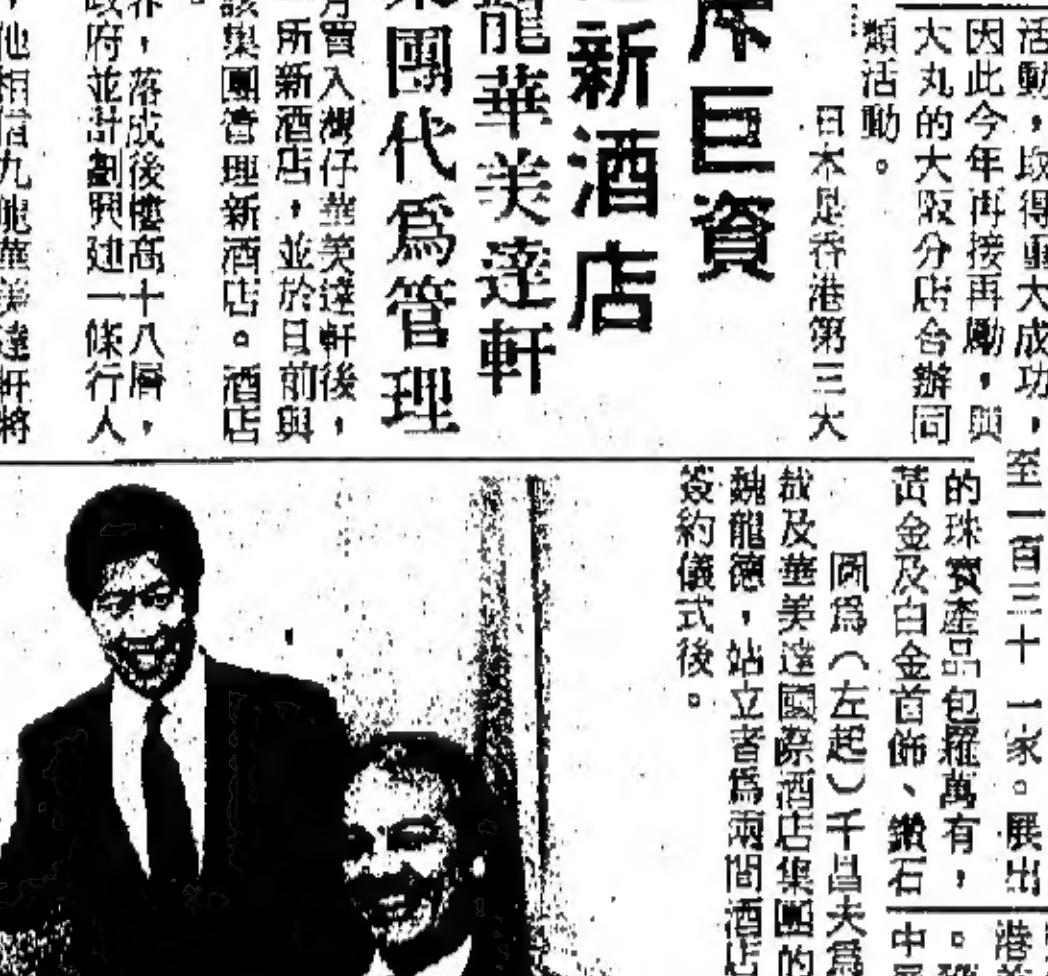 活動,取得重大成功,
因此今年再接再勵,與
大丸的大阪分店合辦同
類活動。
日本是香港第三大
至一百三十一家。展出
的珠寶產品包羅萬有,
黃金及白金首飾、鑽石
巨資
新酒店
龍華美達軒
集團代為管理
月買入灣仔華美達軒後,
所新酒店,並於日前與
該集團管理新酒店。酒店
,落成後樓高十八層,
政府並計劃興建一條行人
,他相信九龍華美達軒將
圖為(左起)千昌夫為
裁及華美達國際酒店集團的
魏龍德,站立者為兩間酒店
簽約儀式後。